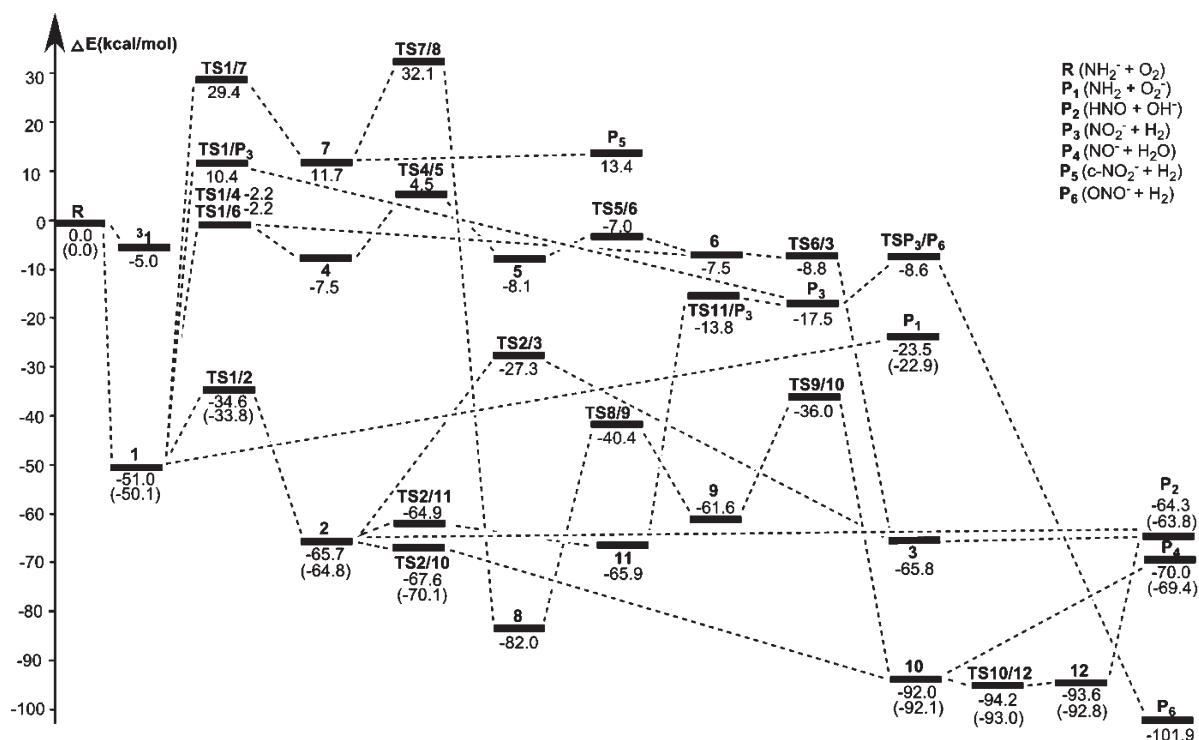 ΔE(kcal/mol)
30
20
10
0
-10
-20
-30
-40
-50
-60
-70
-80
-90
-100
R (NH2⁻ + O2)
P1 (NH2 + O2⁻)
P2 (HNO + OH⁻)
P3 (NO2⁻ + H2)
P4 (NO⁻ + H2O)
P5 (c-NO2⁻ + H2)
P6 (ONO⁻ + H2)
R
0.0
(0.0)
³1
-5.0
1
-51.0
(-50.1)
TS1/7
29.4
TS1/P3
10.4
TS1/4 -2.2
TS1/6 -2.2
TS1/2
-34.6
(-33.8)
7
11.7
4
-7.5
2
-65.7
(-64.8)
TS7/8
32.1
TS4/5
4.5
TS2/11
-64.9
TS2/10
-67.6
(-70.1)
5
-8.1
TS2/3
-27.3
8
-82.0
P5
13.4
TS5/6
-7.0
TS8/9
-40.4
11
-65.9
6
-7.5
TS11/P3
-13.8
9
-61.6
TS6/3
-8.8
P3
-17.5
TS9/10
-36.0
TSP3/P6
-8.6
P1
-23.5
(-22.9)
3
-65.8
10
-92.0
(-92.1)
TS10/12
-94.2
(-93.0)
12
-93.6
(-92.8)
P2
-64.3
(-63.8)
P4
-70.0
(-69.4)
P6
-101.9